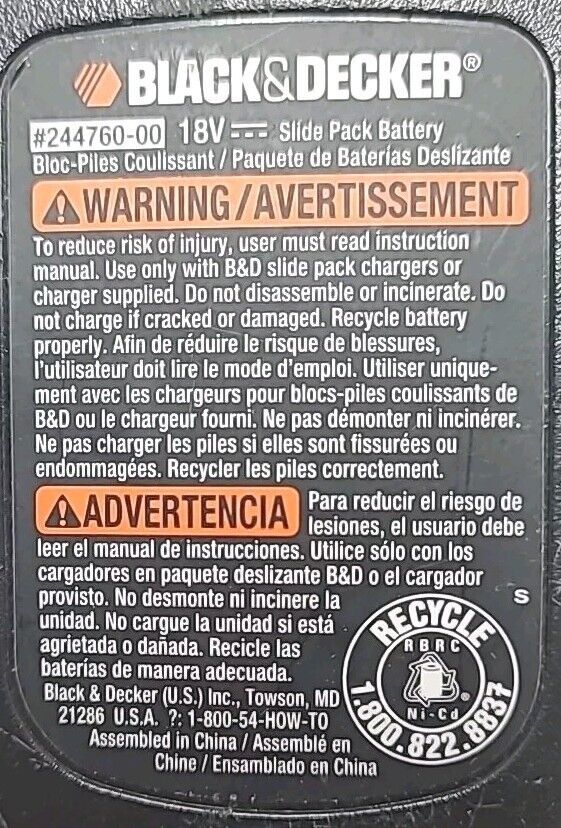 BLACK&DECKER®
#244760-00 18V Slide Pack Battery
Bloc-Piles Coulissant / Paquete de Baterías Deslizante
WARNING/AVERTISSEMENT
To reduce risk of injury, user must read instruction
manual. Use only with B&D slide pack chargers or
charger supplied. Do not disassemble or incinerate. Do
not charge if cracked or damaged. Recycle battery
properly. Afin de réduire le risque de blessures,
l'utilisateur doit lire le mode d'emploi. Utiliser unique-
ment avec les chargeurs pour blocs-piles coulissants de
B&D ou le chargeur fourni. Ne pas démonter ni incinérer.
Ne pas charger les piles si elles sont fissurées ou
endommagées. Recycler les piles correctement.
ADVERTENCIA Para reducir el riesgo de
lesiones, el usuario debe
leer el manual de instrucciones. Utilice sólo con los
cargadores en paquete deslizante B&D o el cargador
provisto. No desmonte ni incinere la
unidad. No cargue la unidad si está
agrietada o dañada. Recicle las
baterías de manera adecuada.
Black & Decker (U.S.) Inc., Towson, MD
21286 U.S.A. ?: 1-800-54-HOW-TO
Assembled in China / Assemblé en
Chine / Ensamblado en China
S
RECYCLE
RBRC
®
Ni-Cd
1.800.822.8837